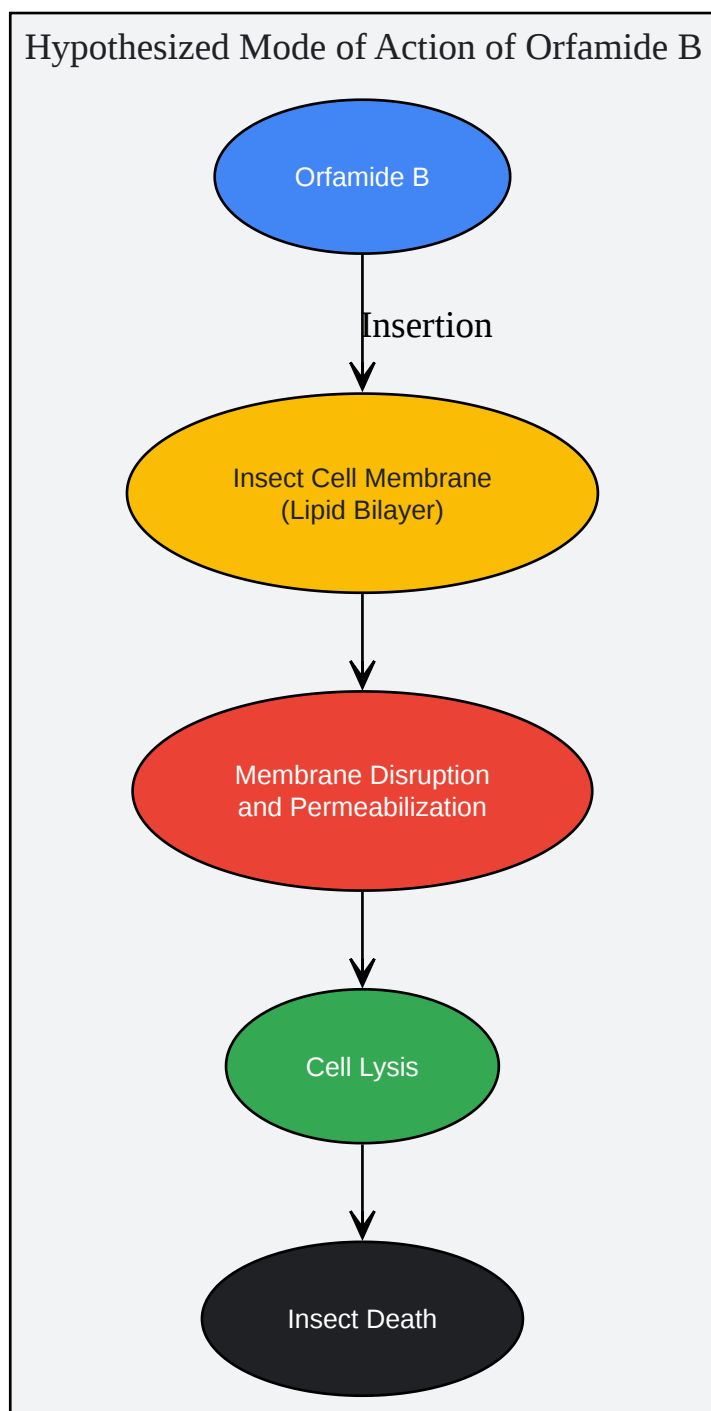 Hypothesized Mode of Action of Orfamide B
Orfamide B
Insertion
Insect Cell Membrane
(Lipid Bilayer)
Membrane Disruption
and Permeabilization
Cell Lysis
Insect Death